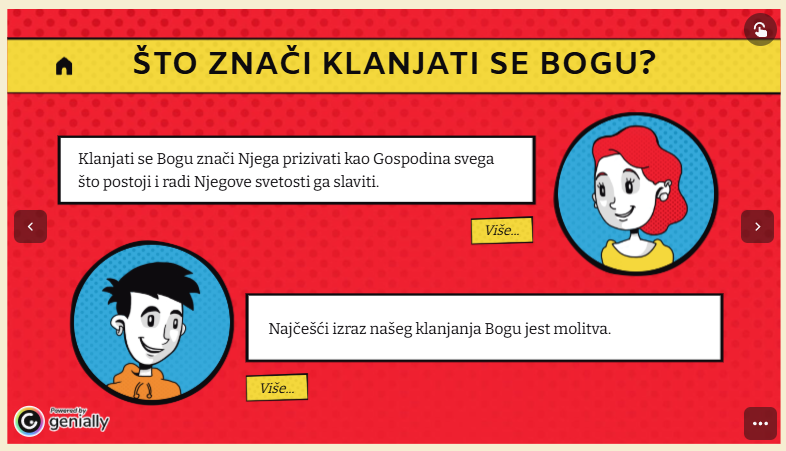 ŠTO ZNAČI KLANJATI SE BOGU?
Klanjati se Bogu znači Njega prizivati kao Gospodina svega
što postoji i radi Njegove svetosti ga slaviti.
Više...
Najčešći izraz našeg klanjanja Bogu jest molitva.
Više...
Powered by
genially